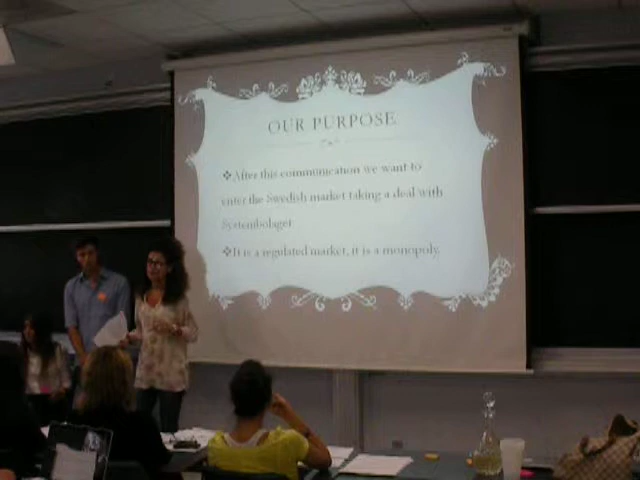 OUR PURPOSE
❖After this communication we want to
enter the Swedish market taking a deal with
Systembolaget
❖It is a regulated market, it is a monopoly.